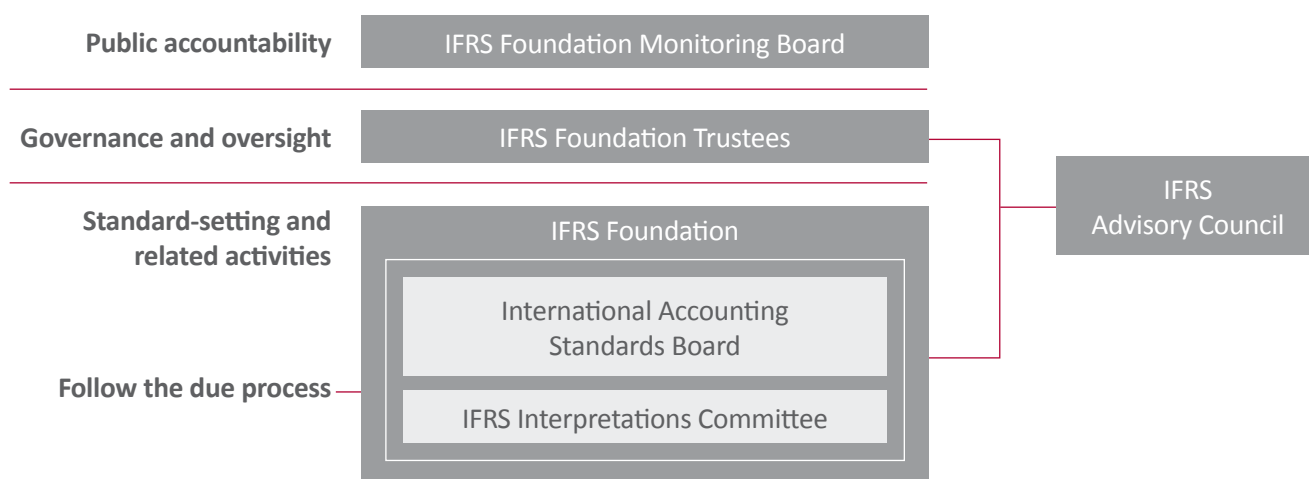 Public accountability
IFRS Foundation Monitoring Board
Governance and oversight
IFRS Foundation Trustees
IFRS
Advisory Council
Standard-setting and
related activities
IFRS Foundation
International Accounting
Standards Board
Follow the due process
IFRS Interpretations Committee